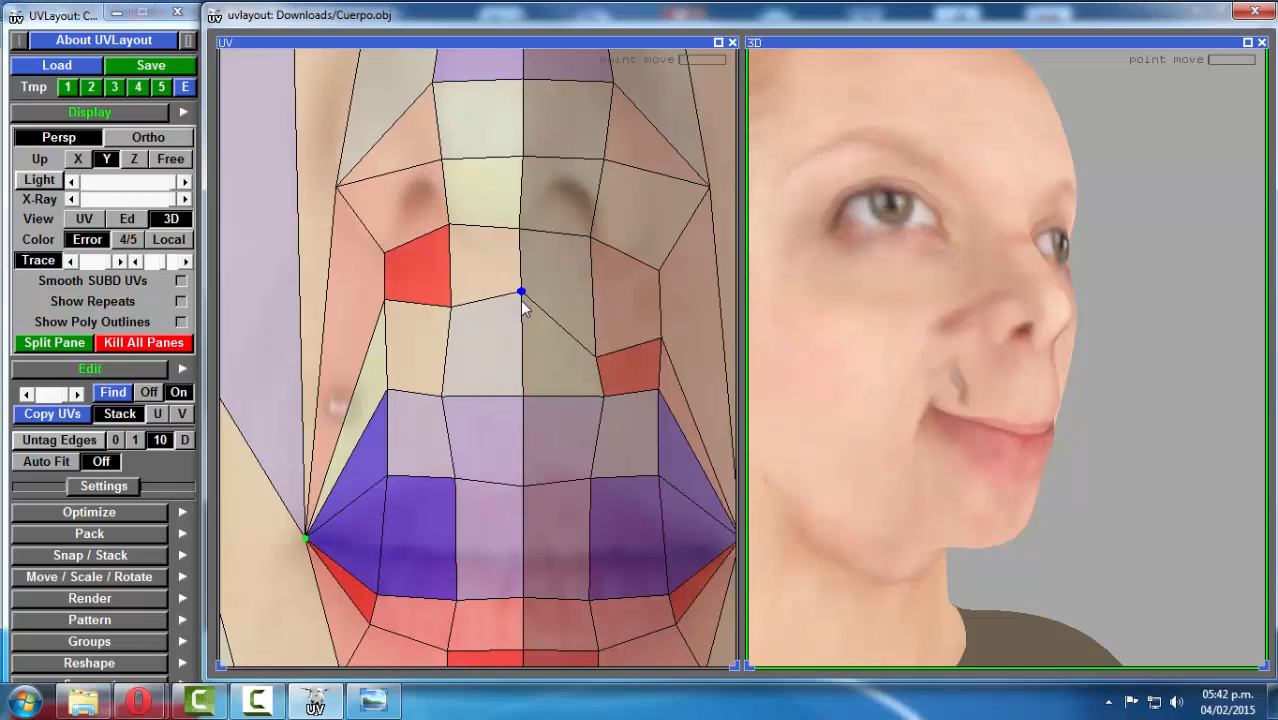 UVLayout: C...
uvlayout: Downloads/Cuerpo.obj
About UVLayout
Load Save
Tmp 1 2 3 4 5 E
Display
Persp Ortho
Up X Y Z Free
Light
X-Ray
View UV Ed 3D
Color Error 4/5 Local
Trace
Smooth SUBD UVs
Show Repeats
Show Poly Outlines
Split Pane Kill All Panes
Edit
Find Off On
Copy UVs Stack U V
Untag Edges 0 1 10 D
Auto Fit Off
Settings
Optimize
Pack
Snap / Stack
Move / Scale / Rotate
Render
Pattern
Groups
Reshape
UV
point move
3D
point move
UV
05:42 p.m.
04/02/2015